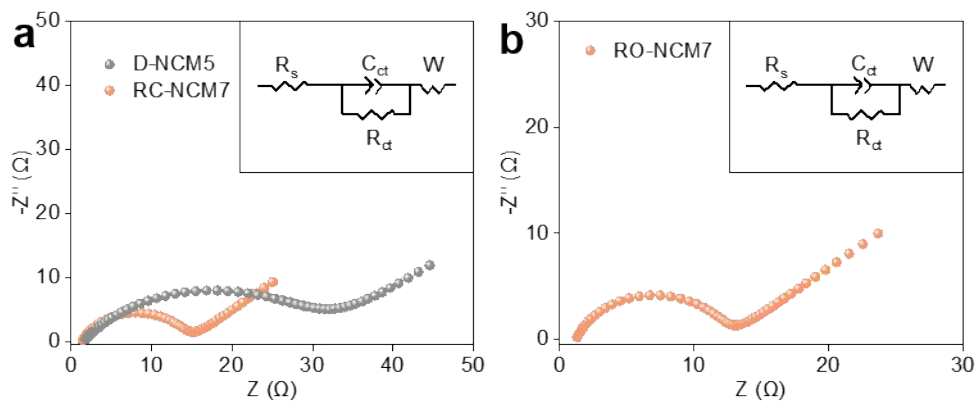 a
50
40
30
20
10
0
-Z'' (Ω)
D-NCM5
RC-NCM7
Rs
Cct
W
Rct
0 10 20 30 40 50
Z (Ω)
b
30
20
10
0
-Z'' (Ω)
RO-NCM7
Rs
Cct
W
Rct
0 10 20 30
Z (Ω)